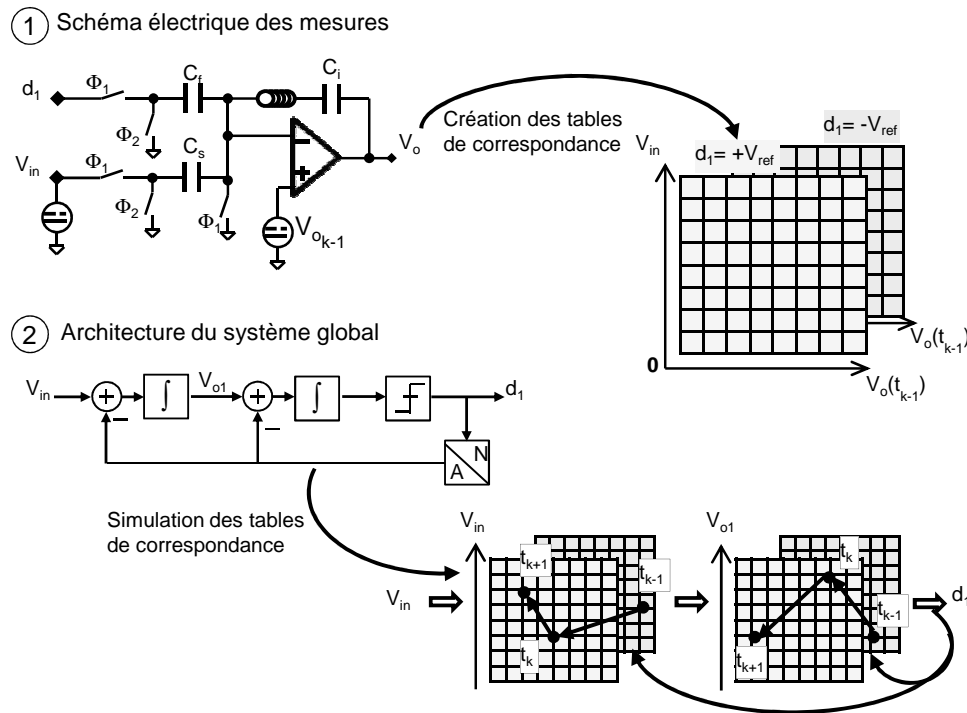 1 Schéma électrique des mesures
d1 Φ1 Cf Ci
Φ2
Vin Φ1 Cs Vo
Φ2 Φ1
Vok-1
Création des tables
de correspondance
Vin
d1= +Vref
d1= -Vref
Vo(tk-1)
0
Vo(tk-1)
2 Architecture du système global
Vin + ∫ Vo1 + ∫ d1
− −
A N
Simulation des tables
de correspondance
Vin Vo1
tk+1 tk-1 tk
Vin tk-1 d1
tk tk+1